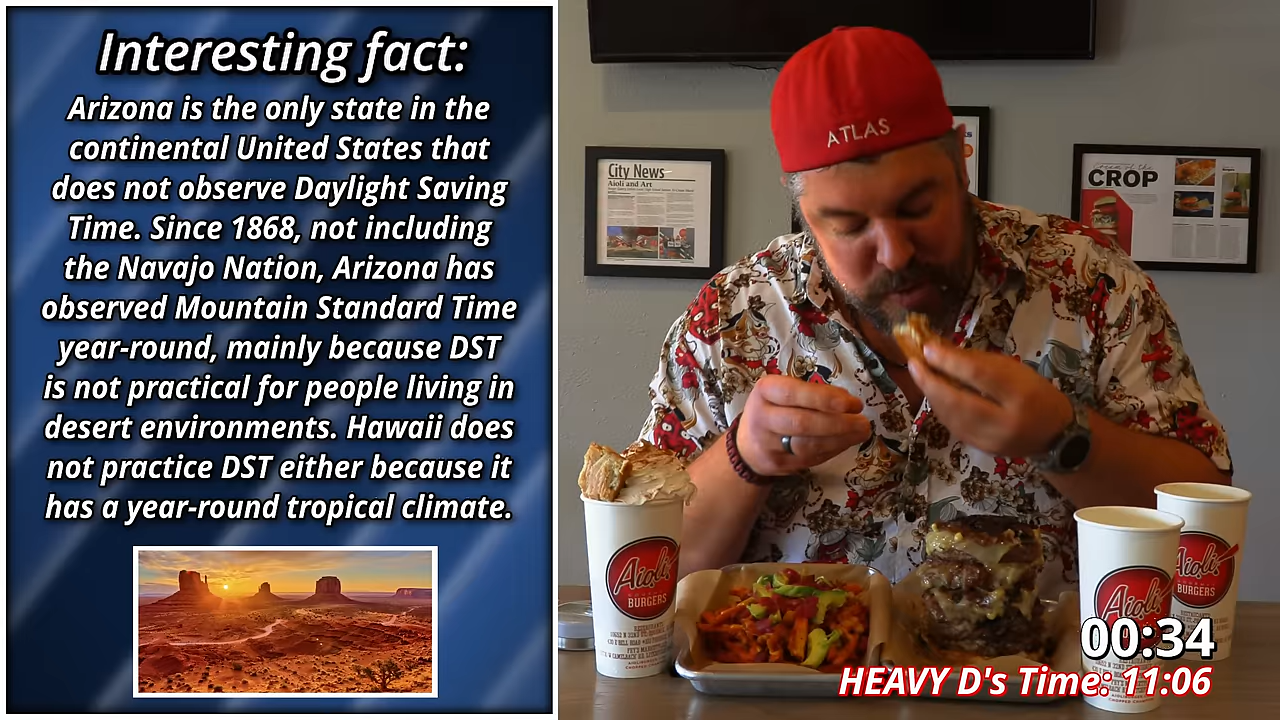 Interesting fact:
Arizona is the only state in the
continental United States that
does not observe Daylight Saving
Time. Since 1868, not including
the Navajo Nation, Arizona has
observed Mountain Standard Time
year-round, mainly because DST
is not practical for people living in
desert environments. Hawaii does
not practice DST either because it
has a year-round tropical climate.
ATLAS
City News
Aioli and Art
CROP
Aioli
BURGERS
Aioli
BURGERS
Aioli
BURGERS
00:34
HEAVY D's Time: 11:06